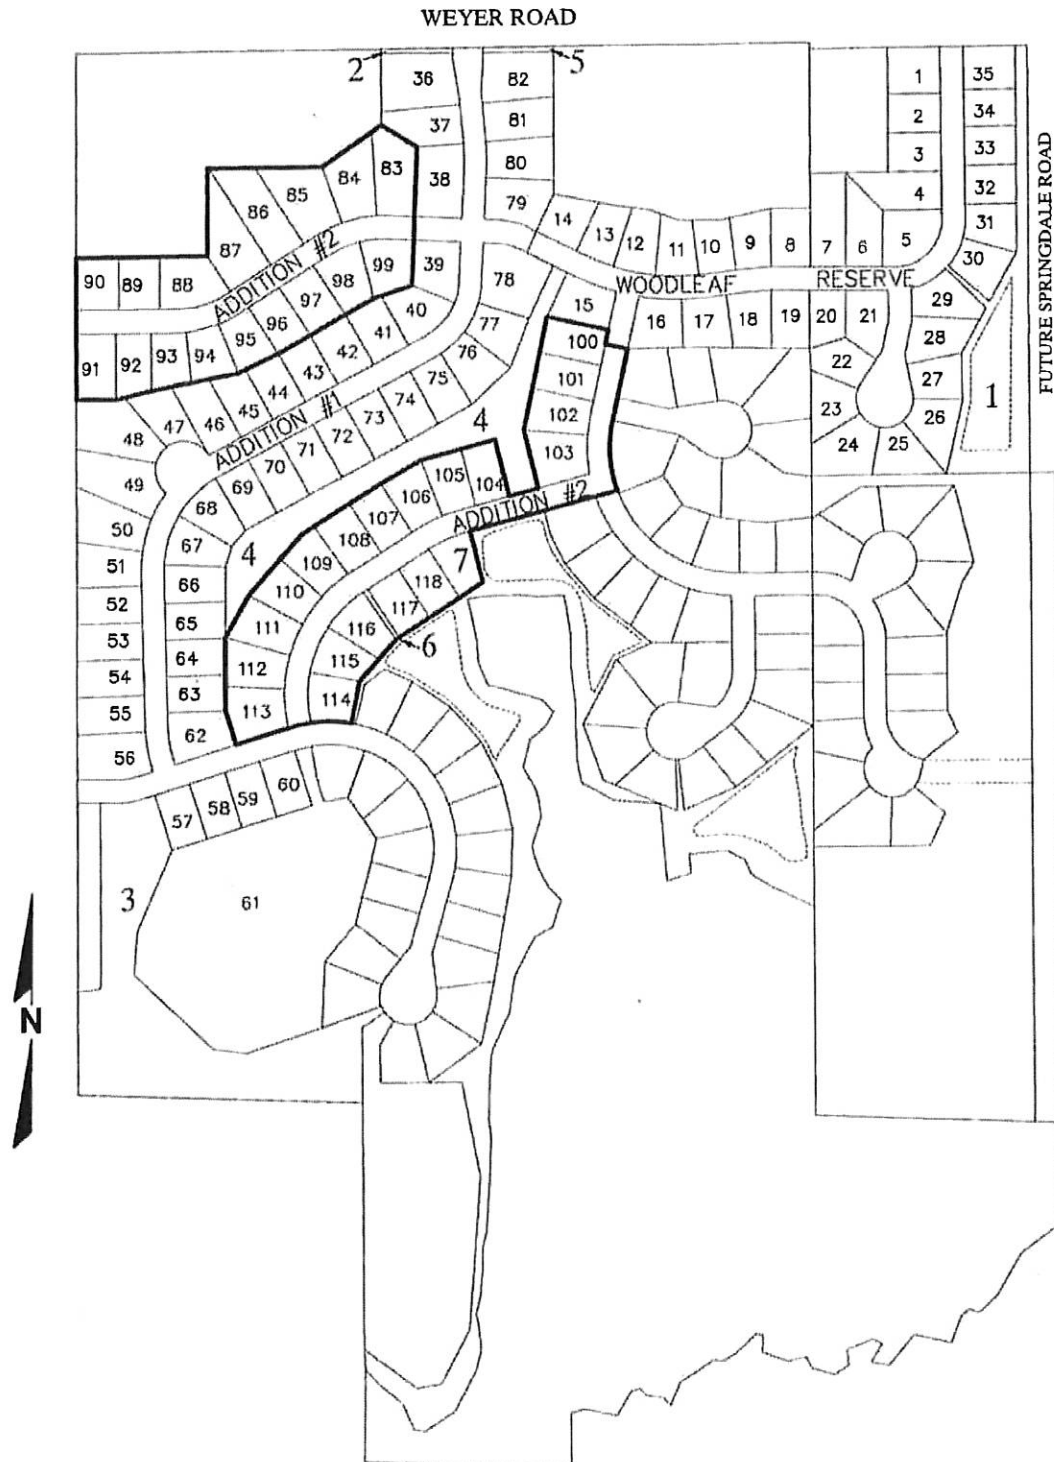 WEYER ROAD
2 36 82 5 1 35
37 81 2 34
83 38 80 3 33
84 79 4 32
85 14 13 12 11 10 9 8 7 6 5 31
86 30
87 ADDITION #2 98 99 39 78 WOODLEAF RESERVE 29
90 89 88 97 40 15 16 17 18 19 20 21 28
96 41 77 100 22 27
91 92 93 94 95 42 76 101 23 26
43 75 102 24 25
44 74 103 1
45 73 4
46 ADDITION #1 72 105 104
47 71 106
48 70 107 ADDITION #2
49 69 108
50 68 109 7
51 67 4 110 118
52 66 111 117
53 65 112 116 6
54 64 113 115
55 63 114
56 62
57 58 59 60
3 61
N
FUTURE SPRINGDALE ROAD